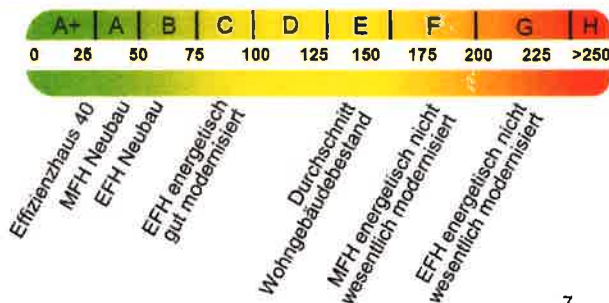 A+ A B C D E F G H
0 25 50 75 100 125 150 175 200 225 >250
Effizienzhaus 40
MFH Neubau
EFH Neubau
EFH energetisch
gut modernisiert
Durchschnitt
Wohngebäudebestand
MFH energetisch nicht
wesentlich modernisiert
EFH energetisch nicht
wesentlich modernisiert
7